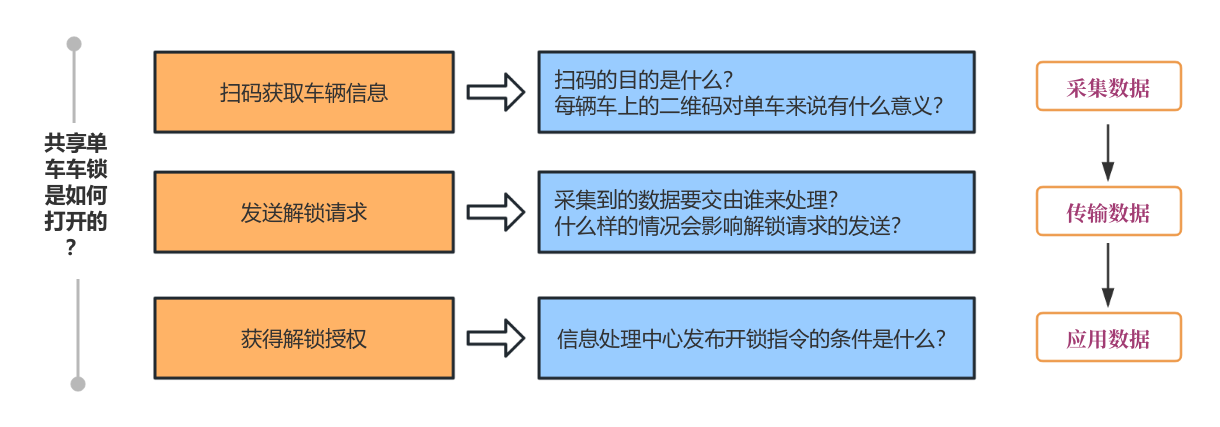 共享单
车车锁
是如何
打开的
？
扫码获取车辆信息
扫码的目的是什么？
每辆车上的二维码对单车来说有什么意义？
采集数据
发送解锁请求
采集到的数据要交由谁来处理？
什么样的情况会影响解锁请求的发送？
传输数据
获得解锁授权
信息处理中心发布开锁指令的条件是什么？
应用数据